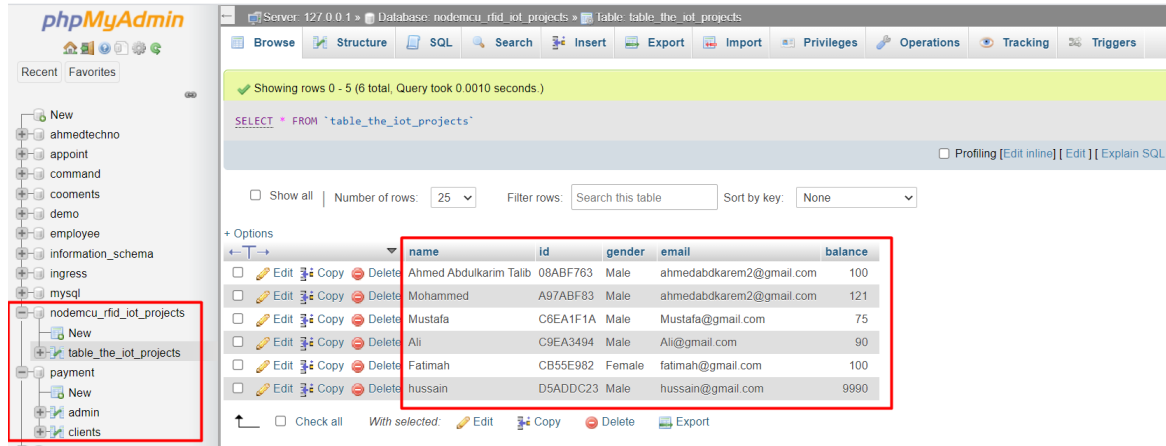 phpMyAdmin
Recent Favorites
New
ahmedtechno
appoint
command
cooments
demo
employee
information_schema
ingress
mysql
nodemcu_rfid_iot_projects
New
table_the_iot_projects
payment
New
admin
clients
Server: 127.0.0.1 » Database: nodemcu_rfid_iot_projects » Table: table_the_iot_projects
Browse Structure SQL Search Insert Export Import Privileges Operations Tracking Triggers
Showing rows 0 - 5 (6 total, Query took 0.0010 seconds.)
SELECT * FROM `table_the_iot_projects`
Profiling [Edit inline] [ Edit ] [ Explain SQL
Show all | Number of rows: 25 Filter rows: Search this table Sort by key: None
+ Options
←T→ name id gender email balance
Edit Copy Delete Ahmed Abdulkarim Talib 08ABF763 Male ahmedabdkarem2@gmail.com 100
Edit Copy Delete Mohammed A97ABF83 Male ahmedabdkarem2@gmail.com 121
Edit Copy Delete Mustafa C6EA1F1A Male Mustafa@gmail.com 75
Edit Copy Delete Ali C9EA3494 Male Ali@gmail.com 90
Edit Copy Delete Fatimah CB55E982 Female fatimah@gmail.com 100
Edit Copy Delete hussain D5ADDC23 Male hussain@gmail.com 9990
Check all With selected: Edit Copy Delete Export